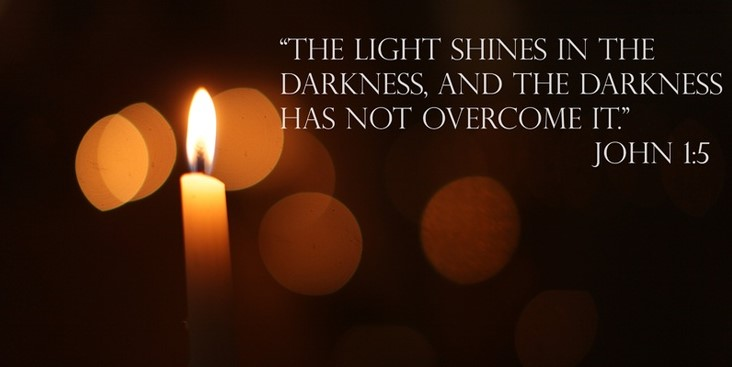 “THE LIGHT SHINES IN THE
DARKNESS, AND THE DARKNESS
HAS NOT OVERCOME IT.”
JOHN 1:5